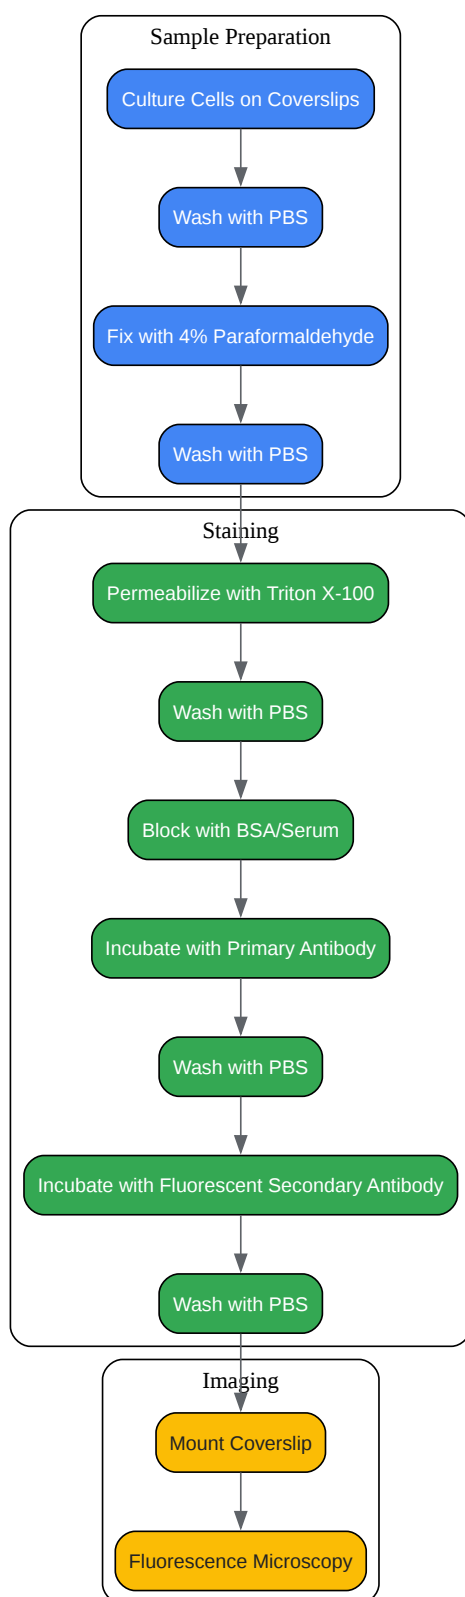 Sample Preparation
Culture Cells on Coverslips
Wash with PBS
Fix with 4% Paraformaldehyde
Wash with PBS
Staining
Permeabilize with Triton X-100
Wash with PBS
Block with BSA/Serum
Incubate with Primary Antibody
Wash with PBS
Incubate with Fluorescent Secondary Antibody
Wash with PBS
Imaging
Mount Coverslip
Fluorescence Microscopy